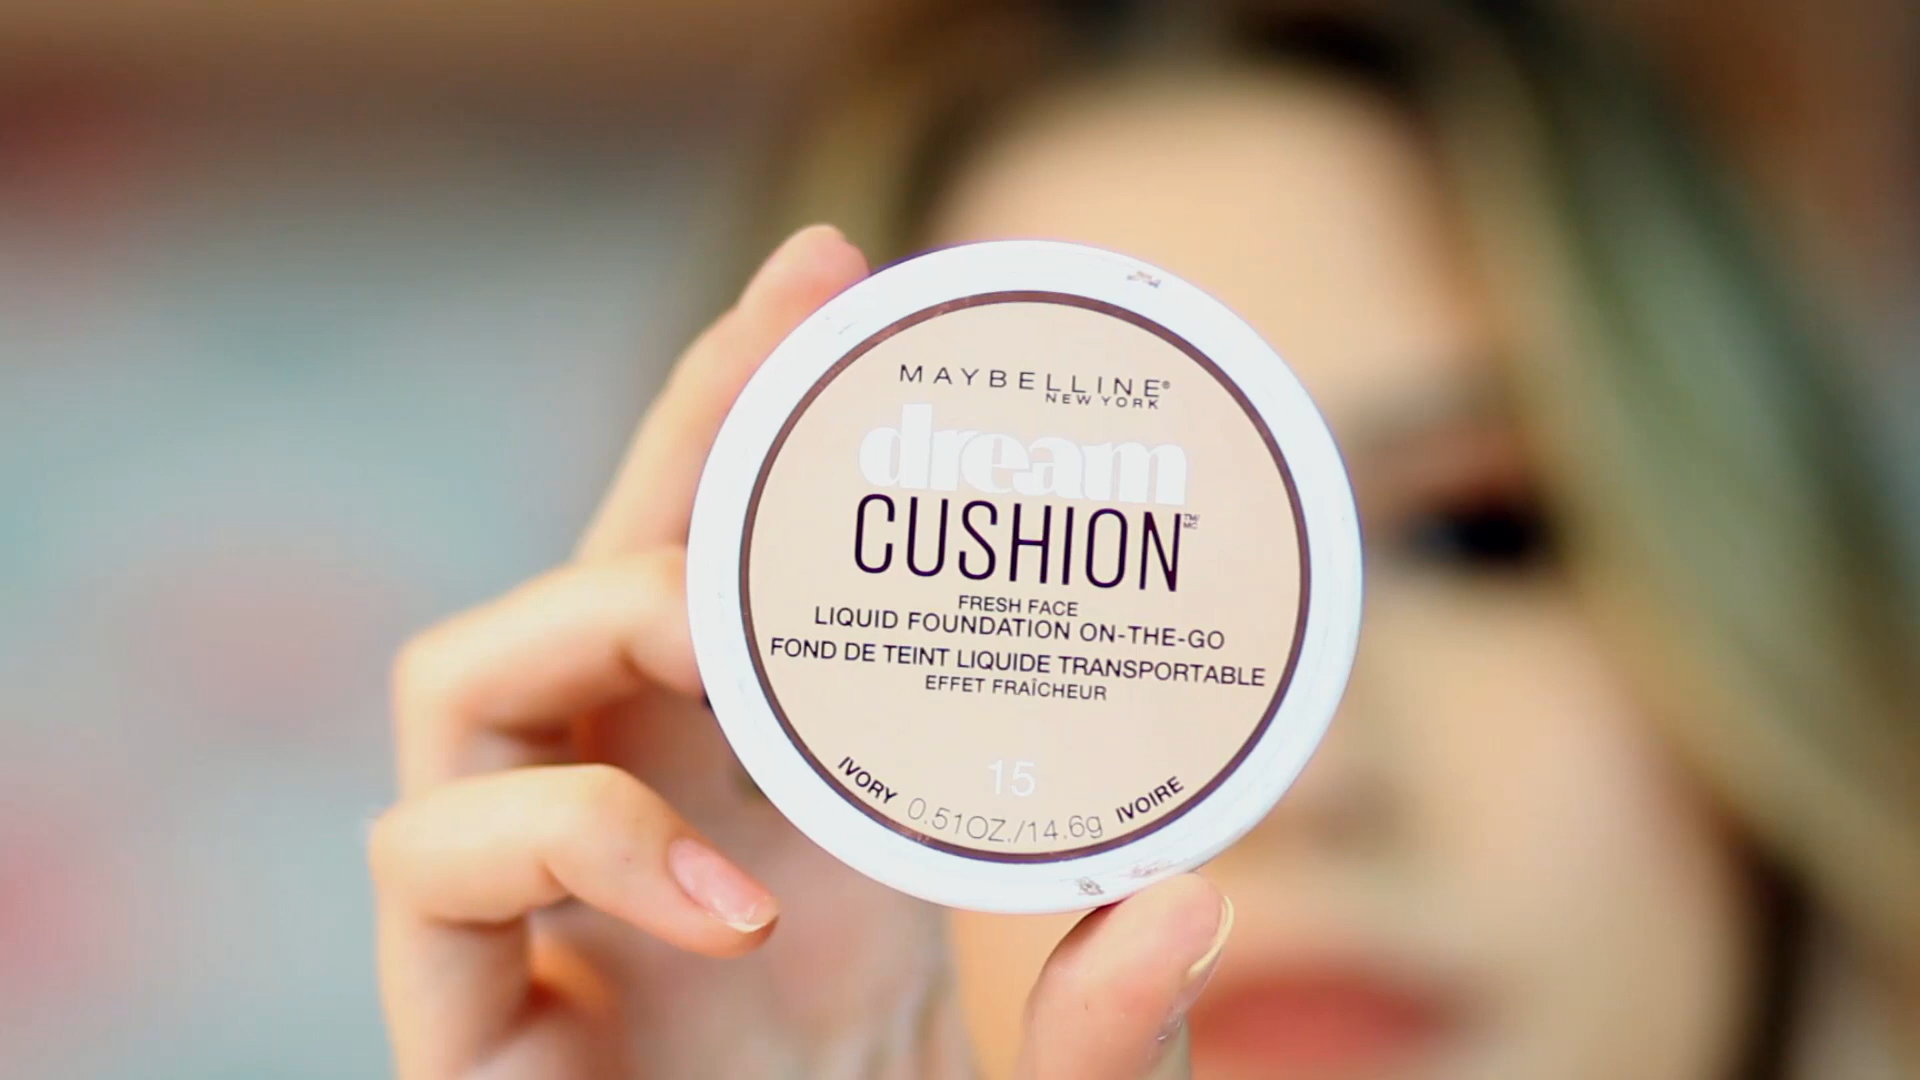 MAYBELLINE®
NEW YORK
dream
CUSHION™/MC
FRESH FACE
LIQUID FOUNDATION ON-THE-GO
FOND DE TEINT LIQUIDE TRANSPORTABLE
EFFET FRAÎCHEUR
15
IVORY 0.51OZ./14.6g IVOIRE